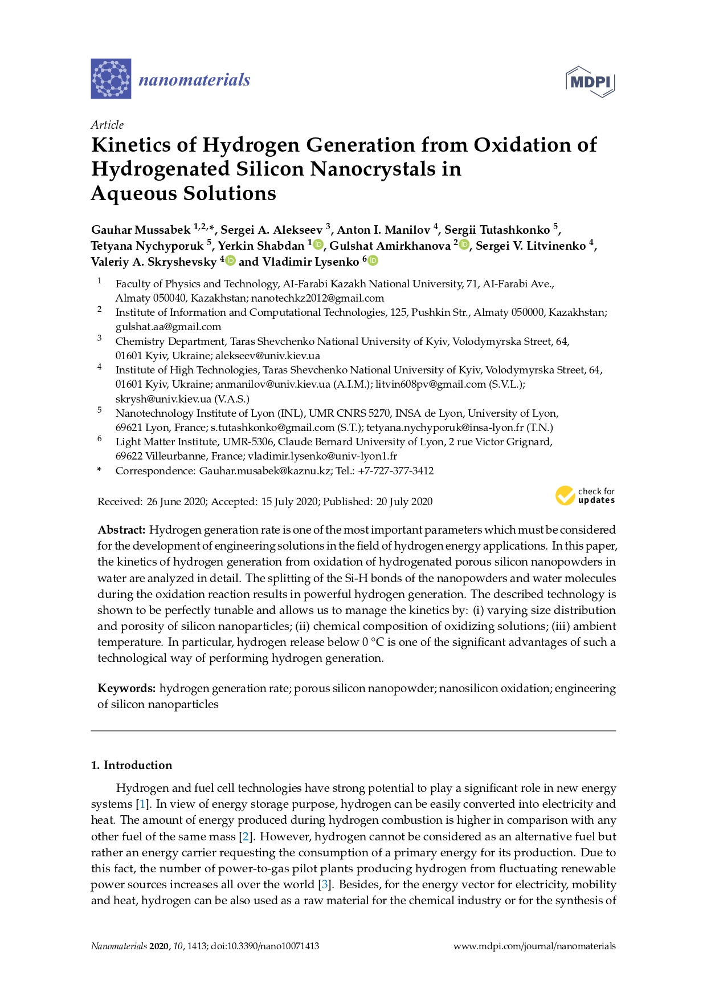 nanomaterials
MDPI
Article
Kinetics of Hydrogen Generation from Oxidation of
Hydrogenated Silicon Nanocrystals in
Aqueous Solutions
Gauhar Mussabek 1,2,*, Sergei A. Alekseev 3, Anton I. Manilov 4, Sergii Tutashkonko 5,
Tetyana Nychyporuk 5, Yerkin Shabdan 1 iD, Gulshat Amirkhanova 2 iD, Sergei V. Litvinenko 4,
Valeriy A. Skryshevsky 4 iD and Vladimir Lysenko 6 iD
1 Faculty of Physics and Technology, AI-Farabi Kazakh National University, 71, AI-Farabi Ave.,
Almaty 050040, Kazakhstan; nanotechkz2012@gmail.com
2 Institute of Information and Computational Technologies, 125, Pushkin Str., Almaty 050000, Kazakhstan;
gulshat.aa@gmail.com
3 Chemistry Department, Taras Shevchenko National University of Kyiv, Volodymyrska Street, 64,
01601 Kyiv, Ukraine; alekseev@univ.kiev.ua
4 Institute of High Technologies, Taras Shevchenko National University of Kyiv, Volodymyrska Street, 64,
01601 Kyiv, Ukraine; anmanilov@univ.kiev.ua (A.I.M.); litvin608pv@gmail.com (S.V.L.);
skrysh@univ.kiev.ua (V.A.S.)
5 Nanotechnology Institute of Lyon (INL), UMR CNRS 5270, INSA de Lyon, University of Lyon,
69621 Lyon, France; s.tutashkonko@gmail.com (S.T.); tetyana.nychyporuk@insa-lyon.fr (T.N.)
6 Light Matter Institute, UMR-5306, Claude Bernard University of Lyon, 2 rue Victor Grignard,
69622 Villeurbanne, France; vladimir.lysenko@univ-lyon1.fr
* Correspondence: Gauhar.musabek@kaznu.kz; Tel.: +7-727-377-3412
Received: 26 June 2020; Accepted: 15 July 2020; Published: 20 July 2020
check for
updates
Abstract: Hydrogen generation rate is one of the most important parameters which must be considered
for the development of engineering solutions in the field of hydrogen energy applications. In this paper,
the kinetics of hydrogen generation from oxidation of hydrogenated porous silicon nanopowders in
water are analyzed in detail. The splitting of the Si-H bonds of the nanopowders and water molecules
during the oxidation reaction results in powerful hydrogen generation. The described technology is
shown to be perfectly tunable and allows us to manage the kinetics by: (i) varying size distribution
and porosity of silicon nanoparticles; (ii) chemical composition of oxidizing solutions; (iii) ambient
temperature. In particular, hydrogen release below 0 °C is one of the significant advantages of such a
technological way of performing hydrogen generation.
Keywords: hydrogen generation rate; porous silicon nanopowder; nanosilicon oxidation; engineering
of silicon nanoparticles
1. Introduction
Hydrogen and fuel cell technologies have strong potential to play a significant role in new energy
systems [1]. In view of energy storage purpose, hydrogen can be easily converted into electricity and
heat. The amount of energy produced during hydrogen combustion is higher in comparison with any
other fuel of the same mass [2]. However, hydrogen cannot be considered as an alternative fuel but
rather an energy carrier requesting the consumption of a primary energy for its production. Due to
this fact, the number of power-to-gas pilot plants producing hydrogen from fluctuating renewable
power sources increases all over the world [3]. Besides, for the energy vector for electricity, mobility
and heat, hydrogen can be also used as a raw material for the chemical industry or for the synthesis of
Nanomaterials 2020, 10, 1413; doi:10.3390/nano10071413
www.mdpi.com/journal/nanomaterials